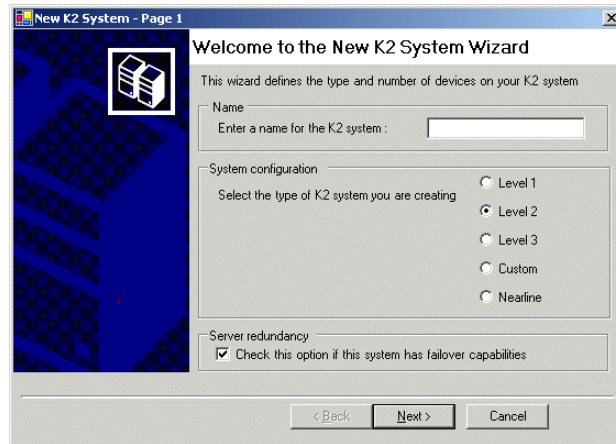 New K2 System - Page 1
Welcome to the New K2 System Wizard
This wizard defines the type and number of devices on your K2 system
Name
Enter a name for the K2 system :
System configuration
Select the type of K2 system you are creating
Level 1
Level 2
Level 3
Custom
Nearline
Server redundancy
Check this option if this system has failover capabilities
< Back
Next >
Cancel